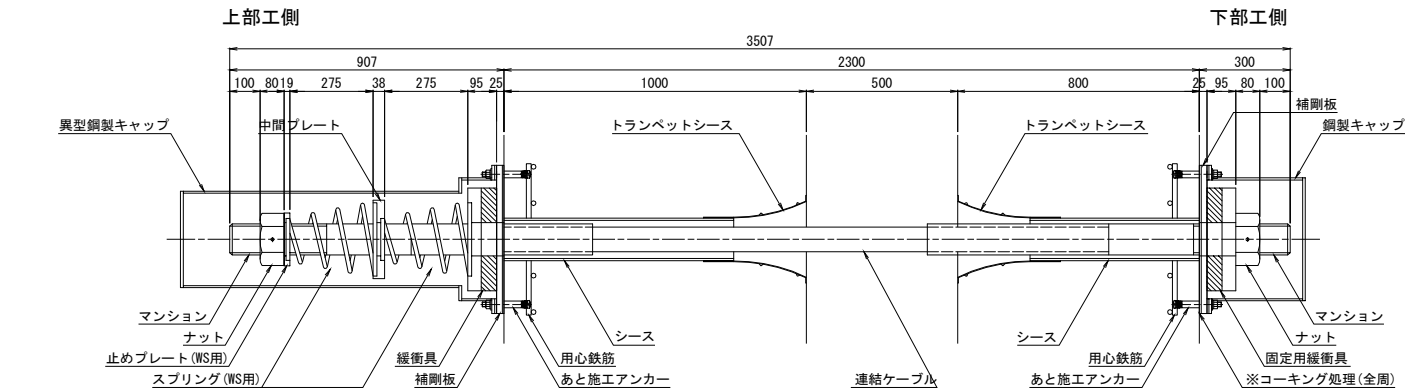 上部工側
下部工側
3507
907
2300
300
100
80
19
275
38
275
95
25
1000
500
800
25
95
80
100
補剛板
異型鋼製キャップ
中間プレート
トランペットシース
トランペットシース
鋼製キャップ
マンション
ナット
止めプレート(WS用)
スプリング(WS用)
緩衝具
補剛板
シース
用心鉄筋
あと施工アンカー
連結ケーブル
シース
用心鉄筋
あと施工アンカー
マンション
ナット
固定用緩衝具
※コーキング処理(全周)